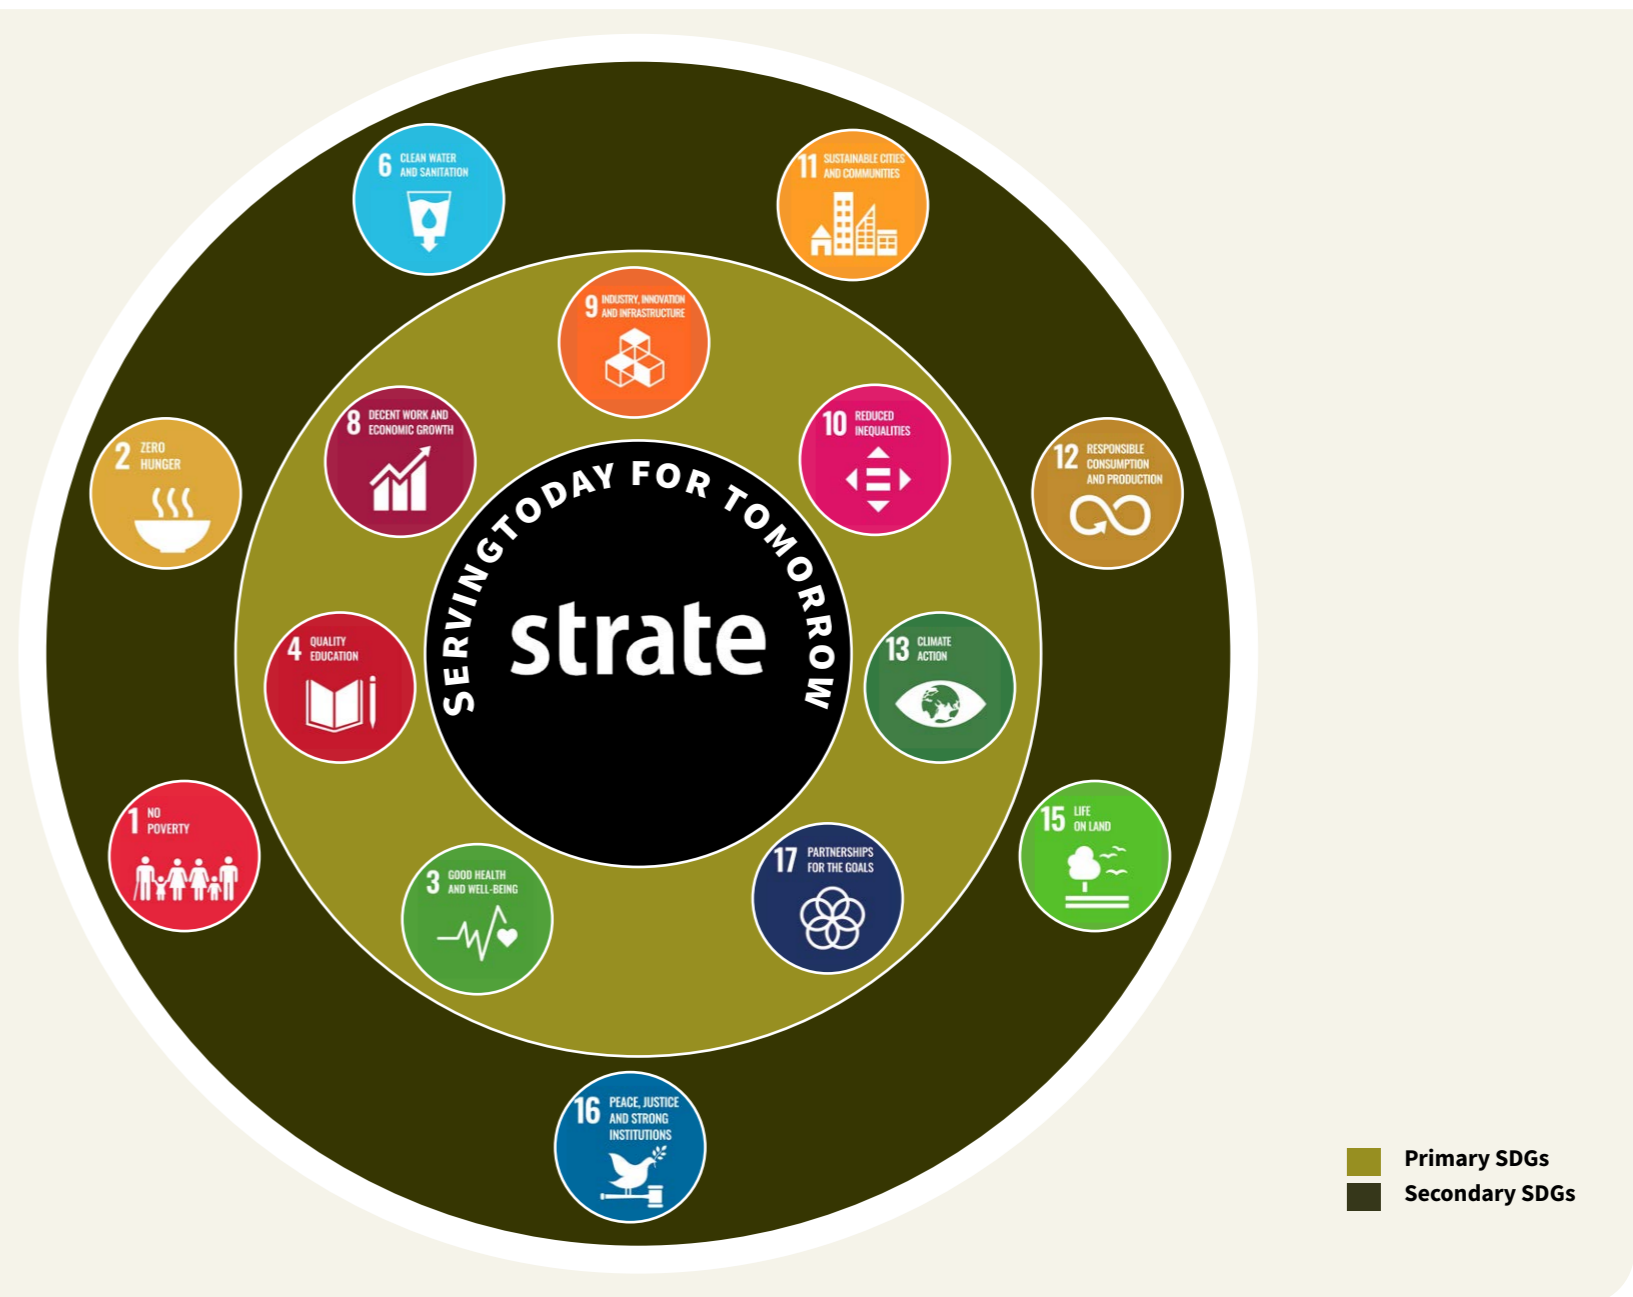 6 CLEAN WATER
AND SANITATION
11 SUSTAINABLE CITIES
AND COMMUNITIES
9 INDUSTRY, INNOVATION
AND INFRASTRUCTURE
8 DECENT WORK AND
ECONOMIC GROWTH
10 REDUCED
INEQUALITIES
2 ZERO
HUNGER
12 RESPONSIBLE
CONSUMPTION
AND PRODUCTION
SERVINGTODAY FOR TOMORROW
strate
4 QUALITY
EDUCATION
13 CLIMATE
ACTION
1 NO
POVERTY
15 LIFE
ON LAND
3 GOOD HEALTH
AND WELL-BEING
17 PARTNERSHIPS
FOR THE GOALS
16 PEACE, JUSTICE
AND STRONG
INSTITUTIONS
Primary SDGs
Secondary SDGs